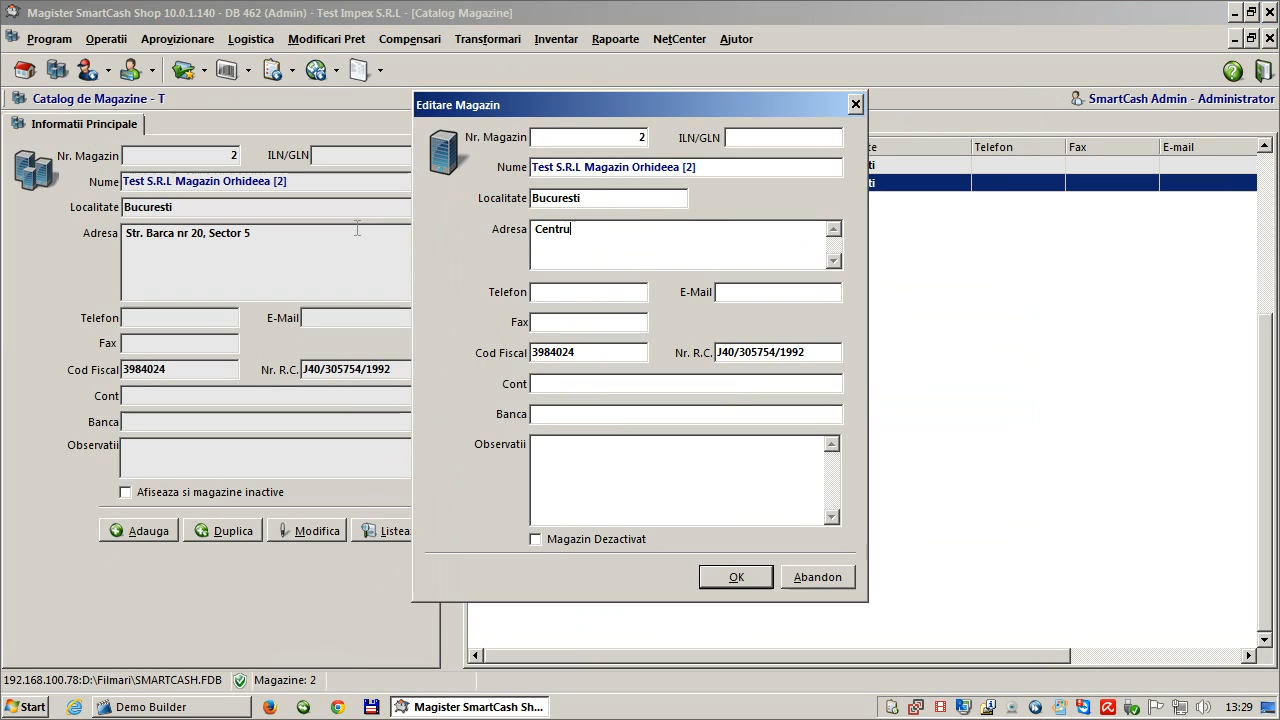 Magister SmartCash Shop 10.0.1.140 - DB 462 (Admin) - Test Impex S.R.L - [Catalog Magazine]
Program Operatii Aprovizionare Logistica Modificari Pret Compensari Transformari Inventar Rapoarte NetCenter Ajutor
Catalog de Magazine - T
SmartCash Admin - Administrator
Informatii Principale
Nr. Magazin 2 ILN/GLN
Nume Test S.R.L Magazin Orhideea [2]
Localitate Bucuresti
Adresa Str. Barca nr 20, Sector 5
Telefon E-Mail
Fax
Cod Fiscal 3984024 Nr. R.C. J40/305754/1992
Cont
Banca
Observatii
Afiseaza si magazine inactive
Adauga Duplica Modifica Listea
Editare Magazin
Nr. Magazin 2 ILN/GLN
Nume Test S.R.L Magazin Orhideea [2]
Localitate Bucuresti
Adresa Centru
Telefon E-Mail
Fax
Cod Fiscal 3984024 Nr. R.C. J40/305754/1992
Cont
Banca
Observatii
Magazin Dezactivat
OK Abandon
Telefon Fax E-mail
192.168.100.78:D:\Filmari\SMARTCASH.FDB Magazine: 2
Start Demo Builder Magister SmartCash Sh... 13:29